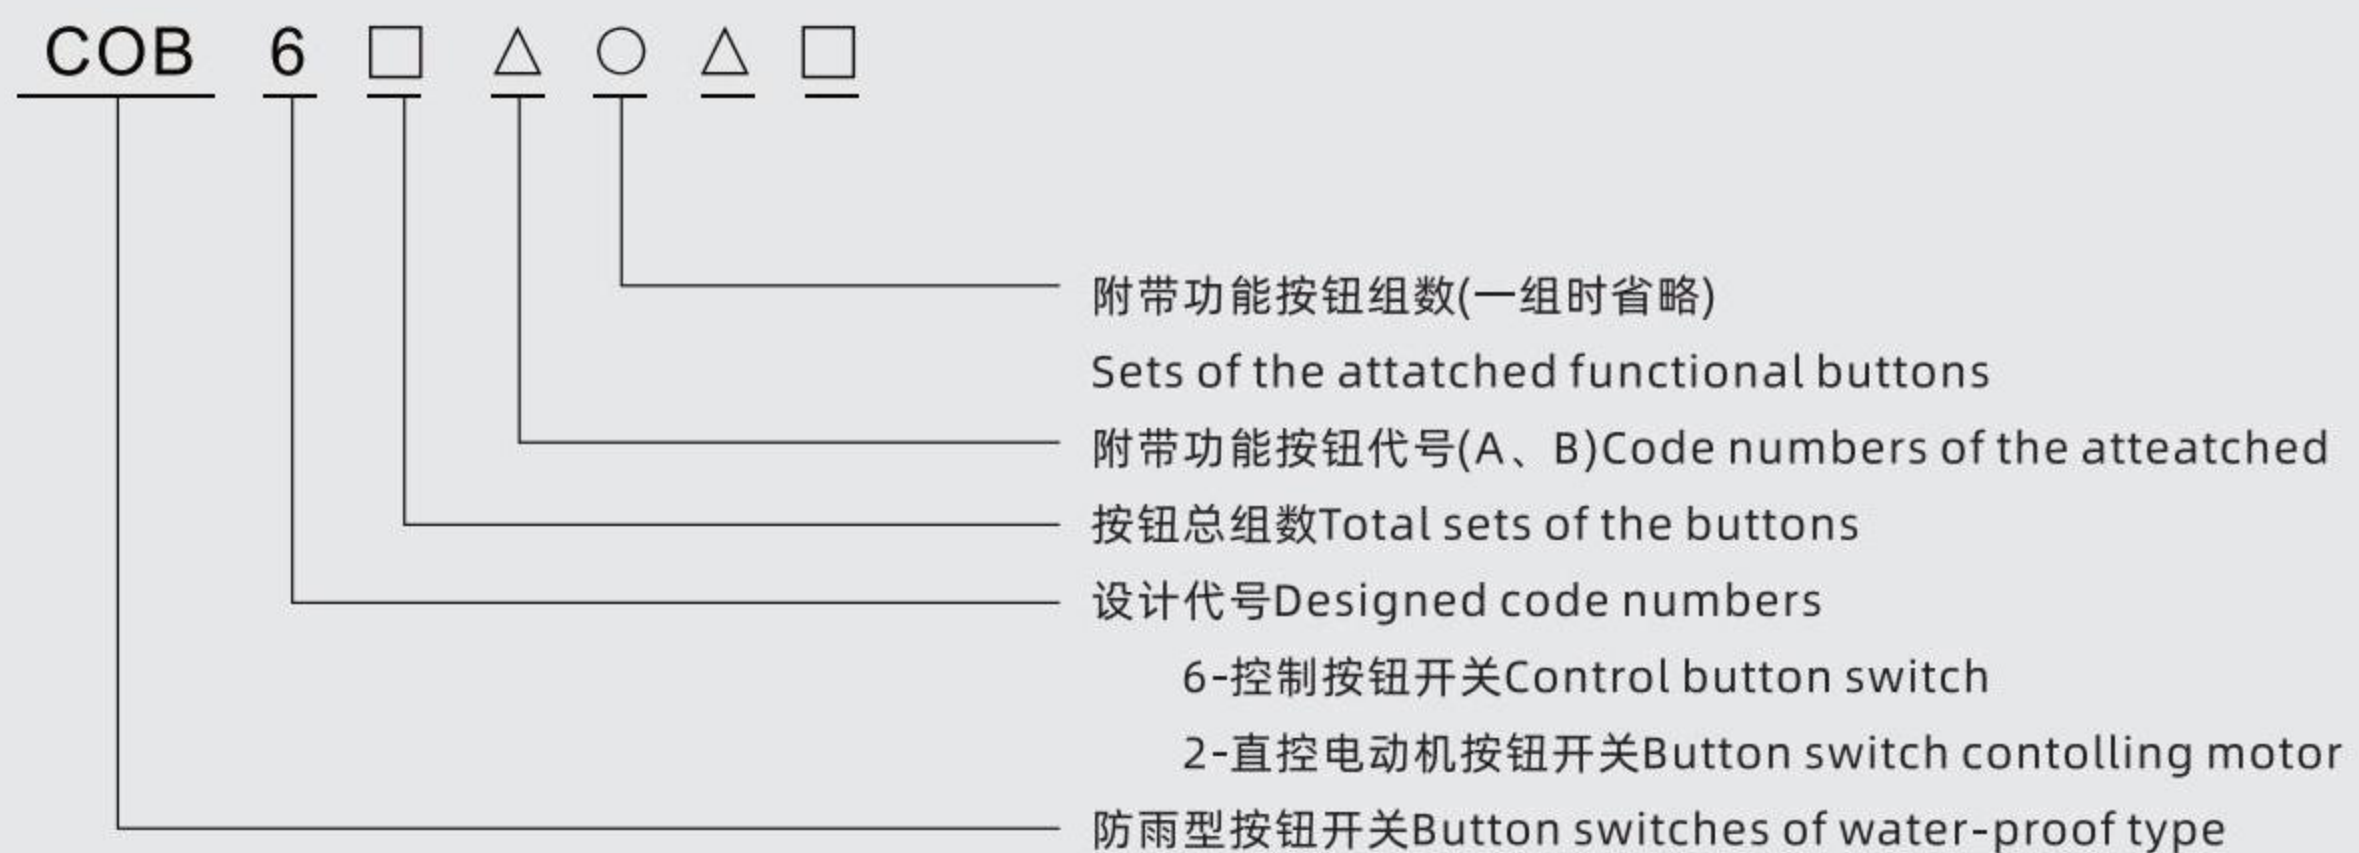 COB 6 □ △ ○ △ □
附带功能按钮组数(一组时省略)
Sets of the attatched functional buttons
附带功能按钮代号(A、B)Code numbers of the atteatched
按钮总组数Total sets of the buttons
设计代号Designed code numbers
6-控制按钮开关Control button switch
2-直控电动机按钮开关Button switch contolling motor
防雨型按钮开关Button switches of water-proof type